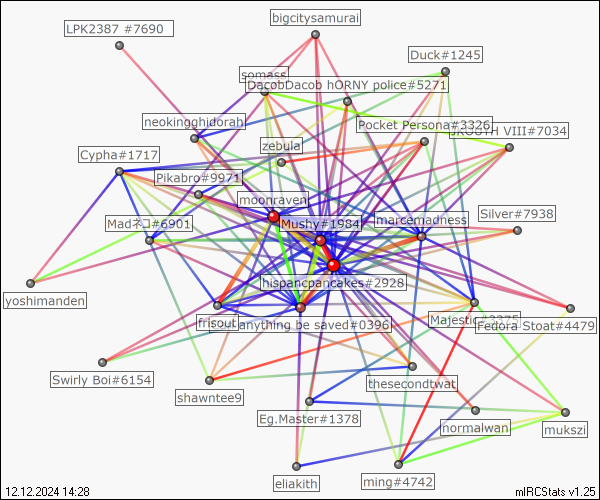 bigcitysamurai
LPK2387 #7690
Duck#1245
somass
DacobDacob hORNY police#5271
neokingghidorah
Pocket Persona#3326
VIII#7034
zebula
Cypha#1717
Pikabro#9971
moonraven
Madネコ#6901
Mushy#1984
marcemadness
Silver#7938
hispancpancakes#2928
yoshimanden
frisout
anything be saved#0396
Fedora Stoat#4479
Swirly Boi#6154
thesecondtwat
shawntee9
Eg.Master#1378
normalwan
mukszi
eliakith
ming#4742
12.12.2024 14:28
mIRCStats v1.25